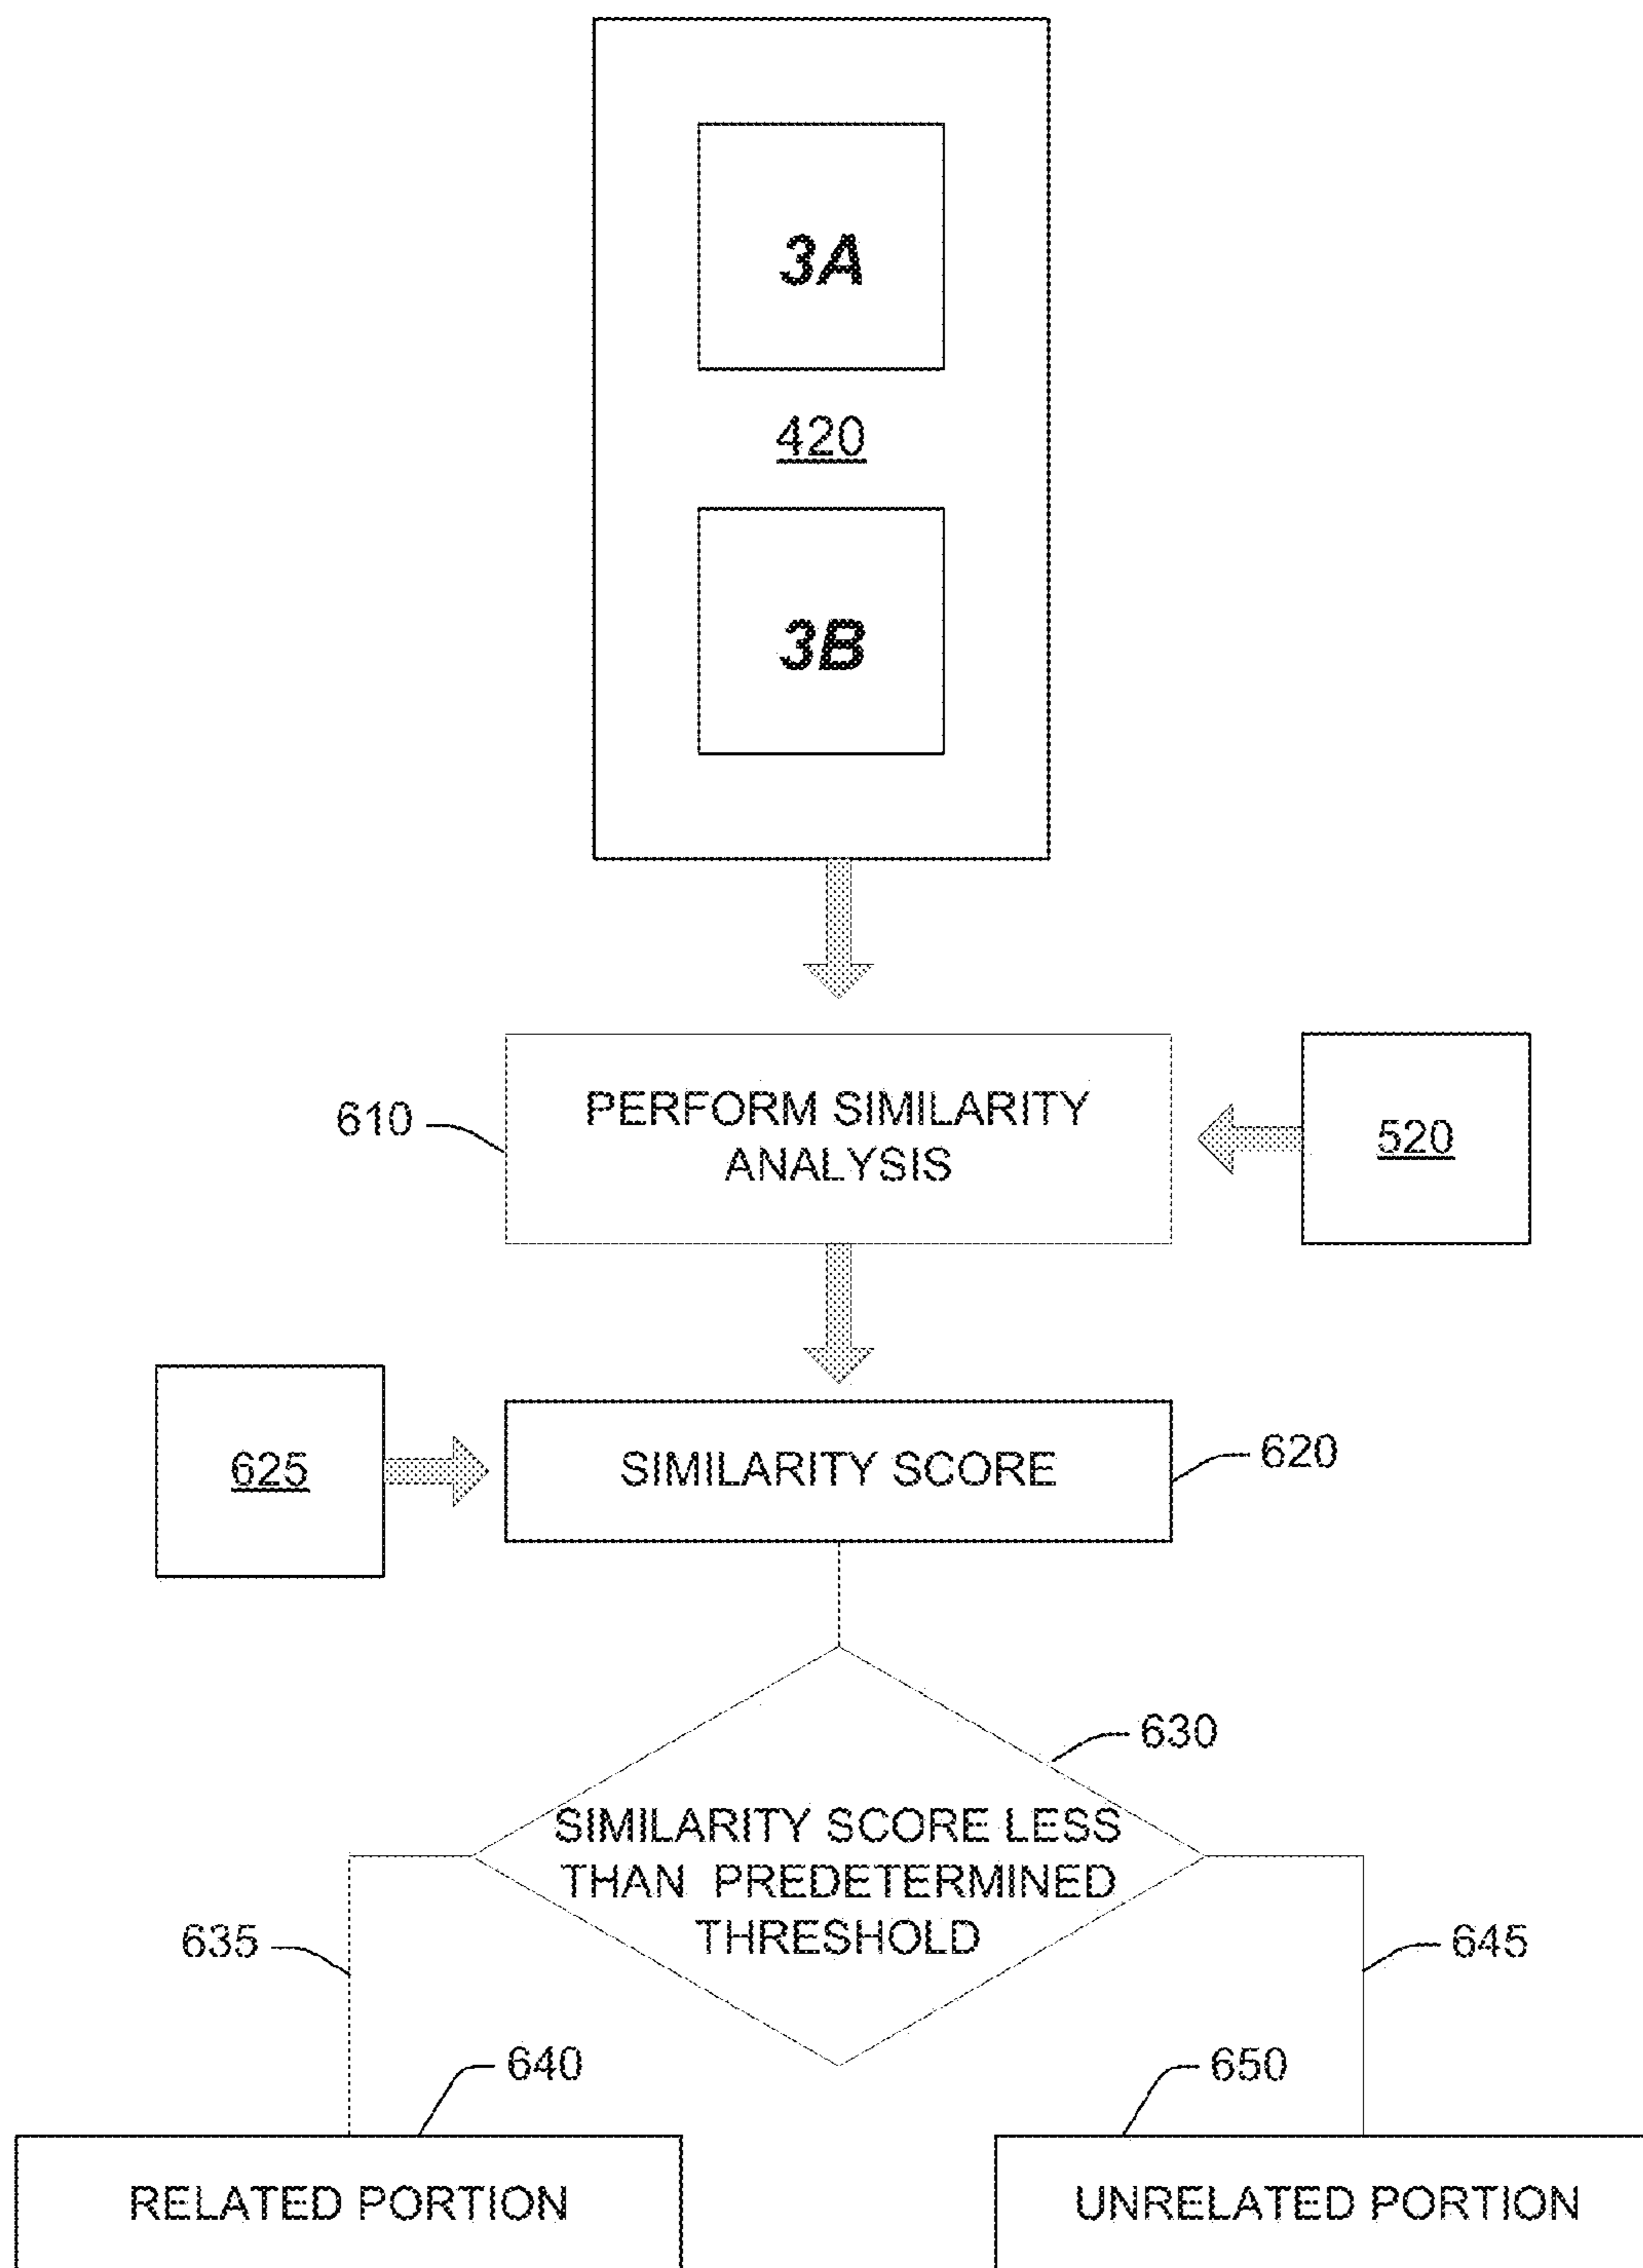 3A
420
3B
610
PERFORM SIMILARITY
ANALYSIS
520
625
SIMILARITY SCORE
620
630
SIMILARITY SCORE LESS
THAN PREDETERMINED
THRESHOLD
635
645
640
650
RELATED PORTION
UNRELATED PORTION